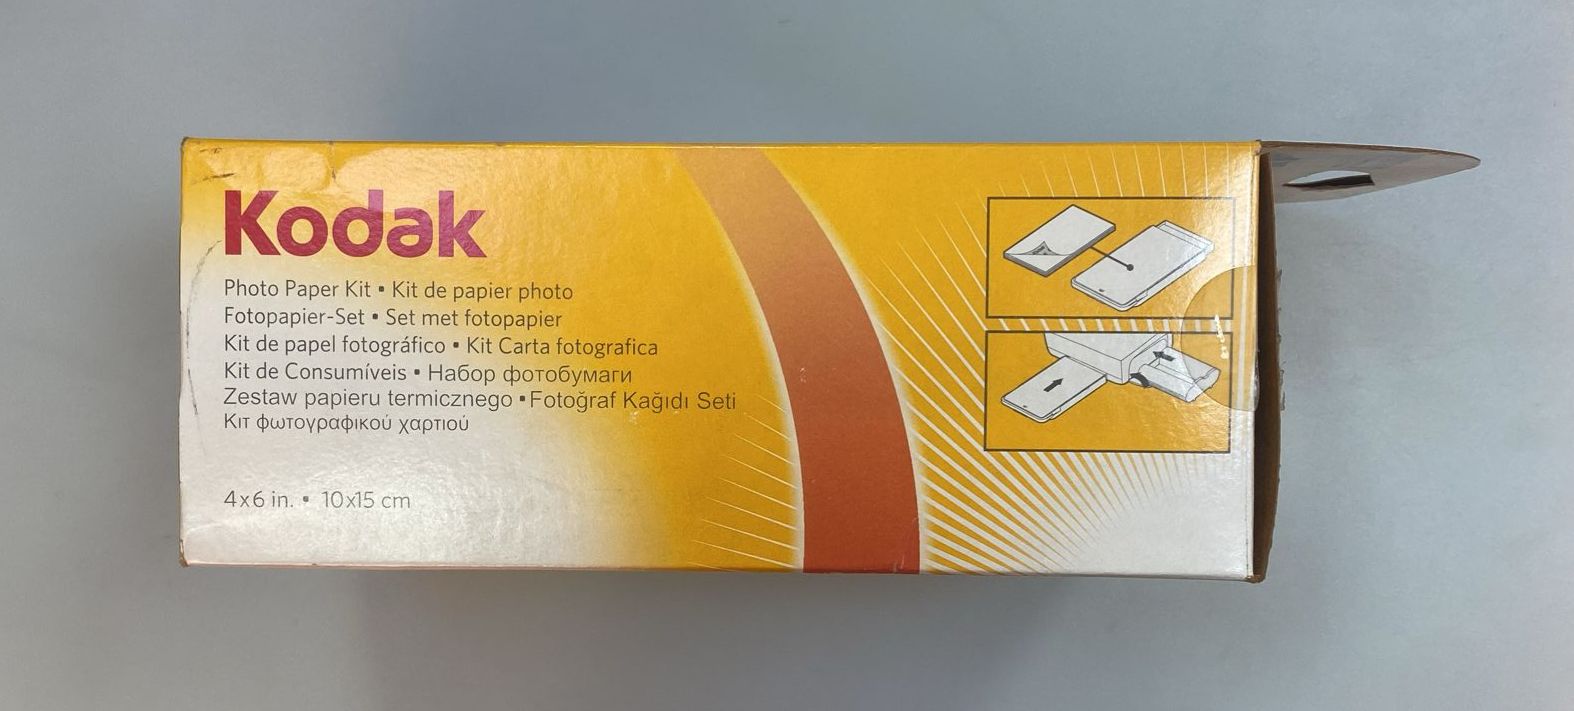 Kodak
Photo Paper Kit ▪ Kit de papier photo
Fotopapier-Set ▪ Set met fotopapier
Kit de papel fotográfico ▪ Kit Carta fotografica
Kit de Consumíveis ▪ Набор фотобумаги
Zestaw papieru termicznego ▪ Fotoğraf Kağıdı Seti
Κιτ φωτογραφικού χαρτιού
4x6 in. ▪ 10x15 cm